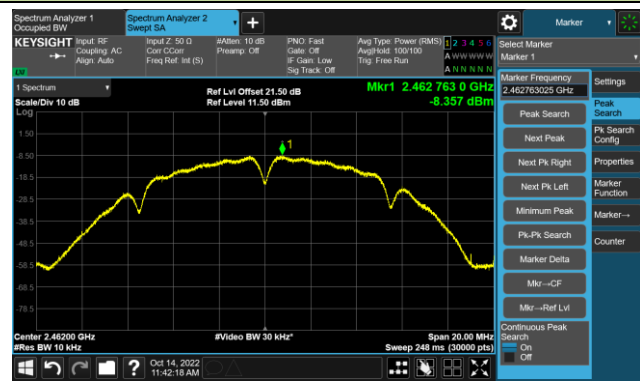 Spectrum Analyzer 1
Occupied BW
Spectrum Analyzer 2
Swept SA
Marker
KEYSIGHT
Input: RF
Coupling: AC
Align: Auto
Input Z: 50 Ω
Corr CCorr
Freq Ref: Int (S)
#Atten: 10 dB
Preamp: Off
PNO: Fast
Gate: Off
IF Gain: Low
Sig Track: Off
Avg Type: Power (RMS)
Avg|Hold: 100/100
Trig: Free Run
1 2 3 4 5 6
A W W W W W
A N N N N N
LW
Select Marker
Marker 1
1 Spectrum
Scale/Div 10 dB
Log
Ref Lvl Offset 21.50 dB
Ref Level 11.50 dBm
Mkr1 2.462 763 0 GHz
-8.357 dBm
1
1.50
-8.50
-18.5
-28.5
-38.5
-48.5
-58.5
-68.5
-78.5
Center 2.46200 GHz
#Res BW 10 kHz
#Video BW 30 kHz*
Span 20.00 MHz
Sweep 248 ms (30000 pts)
Marker Frequency
2.462763025 GHz
Peak Search
Next Peak
Next Pk Right
Next Pk Left
Minimum Peak
Pk-Pk Search
Marker Delta
Mkr→CF
Mkr→Ref Lvl
Continuous Peak
Search
On
Off
Settings
Peak
Search
Pk Search
Config
Properties
Marker
Function
Marker→
Counter
?
Oct 14, 2022
11:42:18 AM